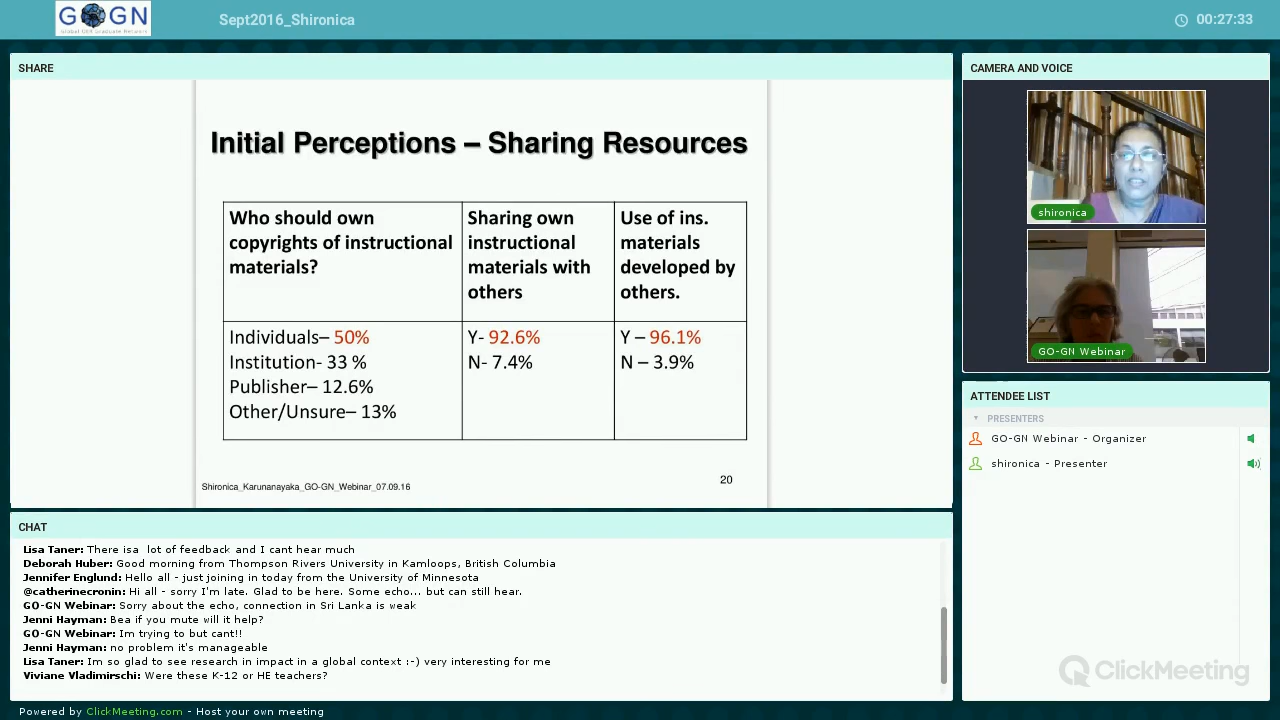 GOGN
Global OER Graduate Network
Sept2016_Shironica
00:27:33
SHARE
Initial Perceptions – Sharing Resources
Who should own
copyrights of instructional
materials?
Sharing own
instructional
materials with
others
Use of ins.
materials
developed by
others.
Individuals– 50%
Institution- 33 %
Publisher– 12.6%
Other/Unsure– 13%
Y- 92.6%
N- 7.4%
Y – 96.1%
N – 3.9%
Shironica_Karunanayaka_GO-GN_Webinar_07.09.16
20
CAMERA AND VOICE
shironica
GO-GN Webinar
ATTENDEE LIST
PRESENTERS
GO-GN Webinar - Organizer
shironica - Presenter
CHAT
Lisa Taner: There isa lot of feedback and I cant hear much
Deborah Huber: Good morning from Thompson Rivers University in Kamloops, British Columbia
Jennifer Englund: Hello all - just joining in today from the University of Minnesota
@catherinecronin: Hi all - sorry I'm late. Glad to be here. Some echo... but can still hear.
GO-GN Webinar: Sorry about the echo, connection in Sri Lanka is weak
Jenni Hayman: Bea if you mute will it help?
GO-GN Webinar: Im trying to but cant!!
Jenni Hayman: no problem it's manageable
Lisa Taner: Im so glad to see research in impact in a global context :-) very interesting for me
Viviane Vladimirschi: Were these K-12 or HE teachers?
ClickMeeting
Powered by ClickMeeting.com - Host your own meeting